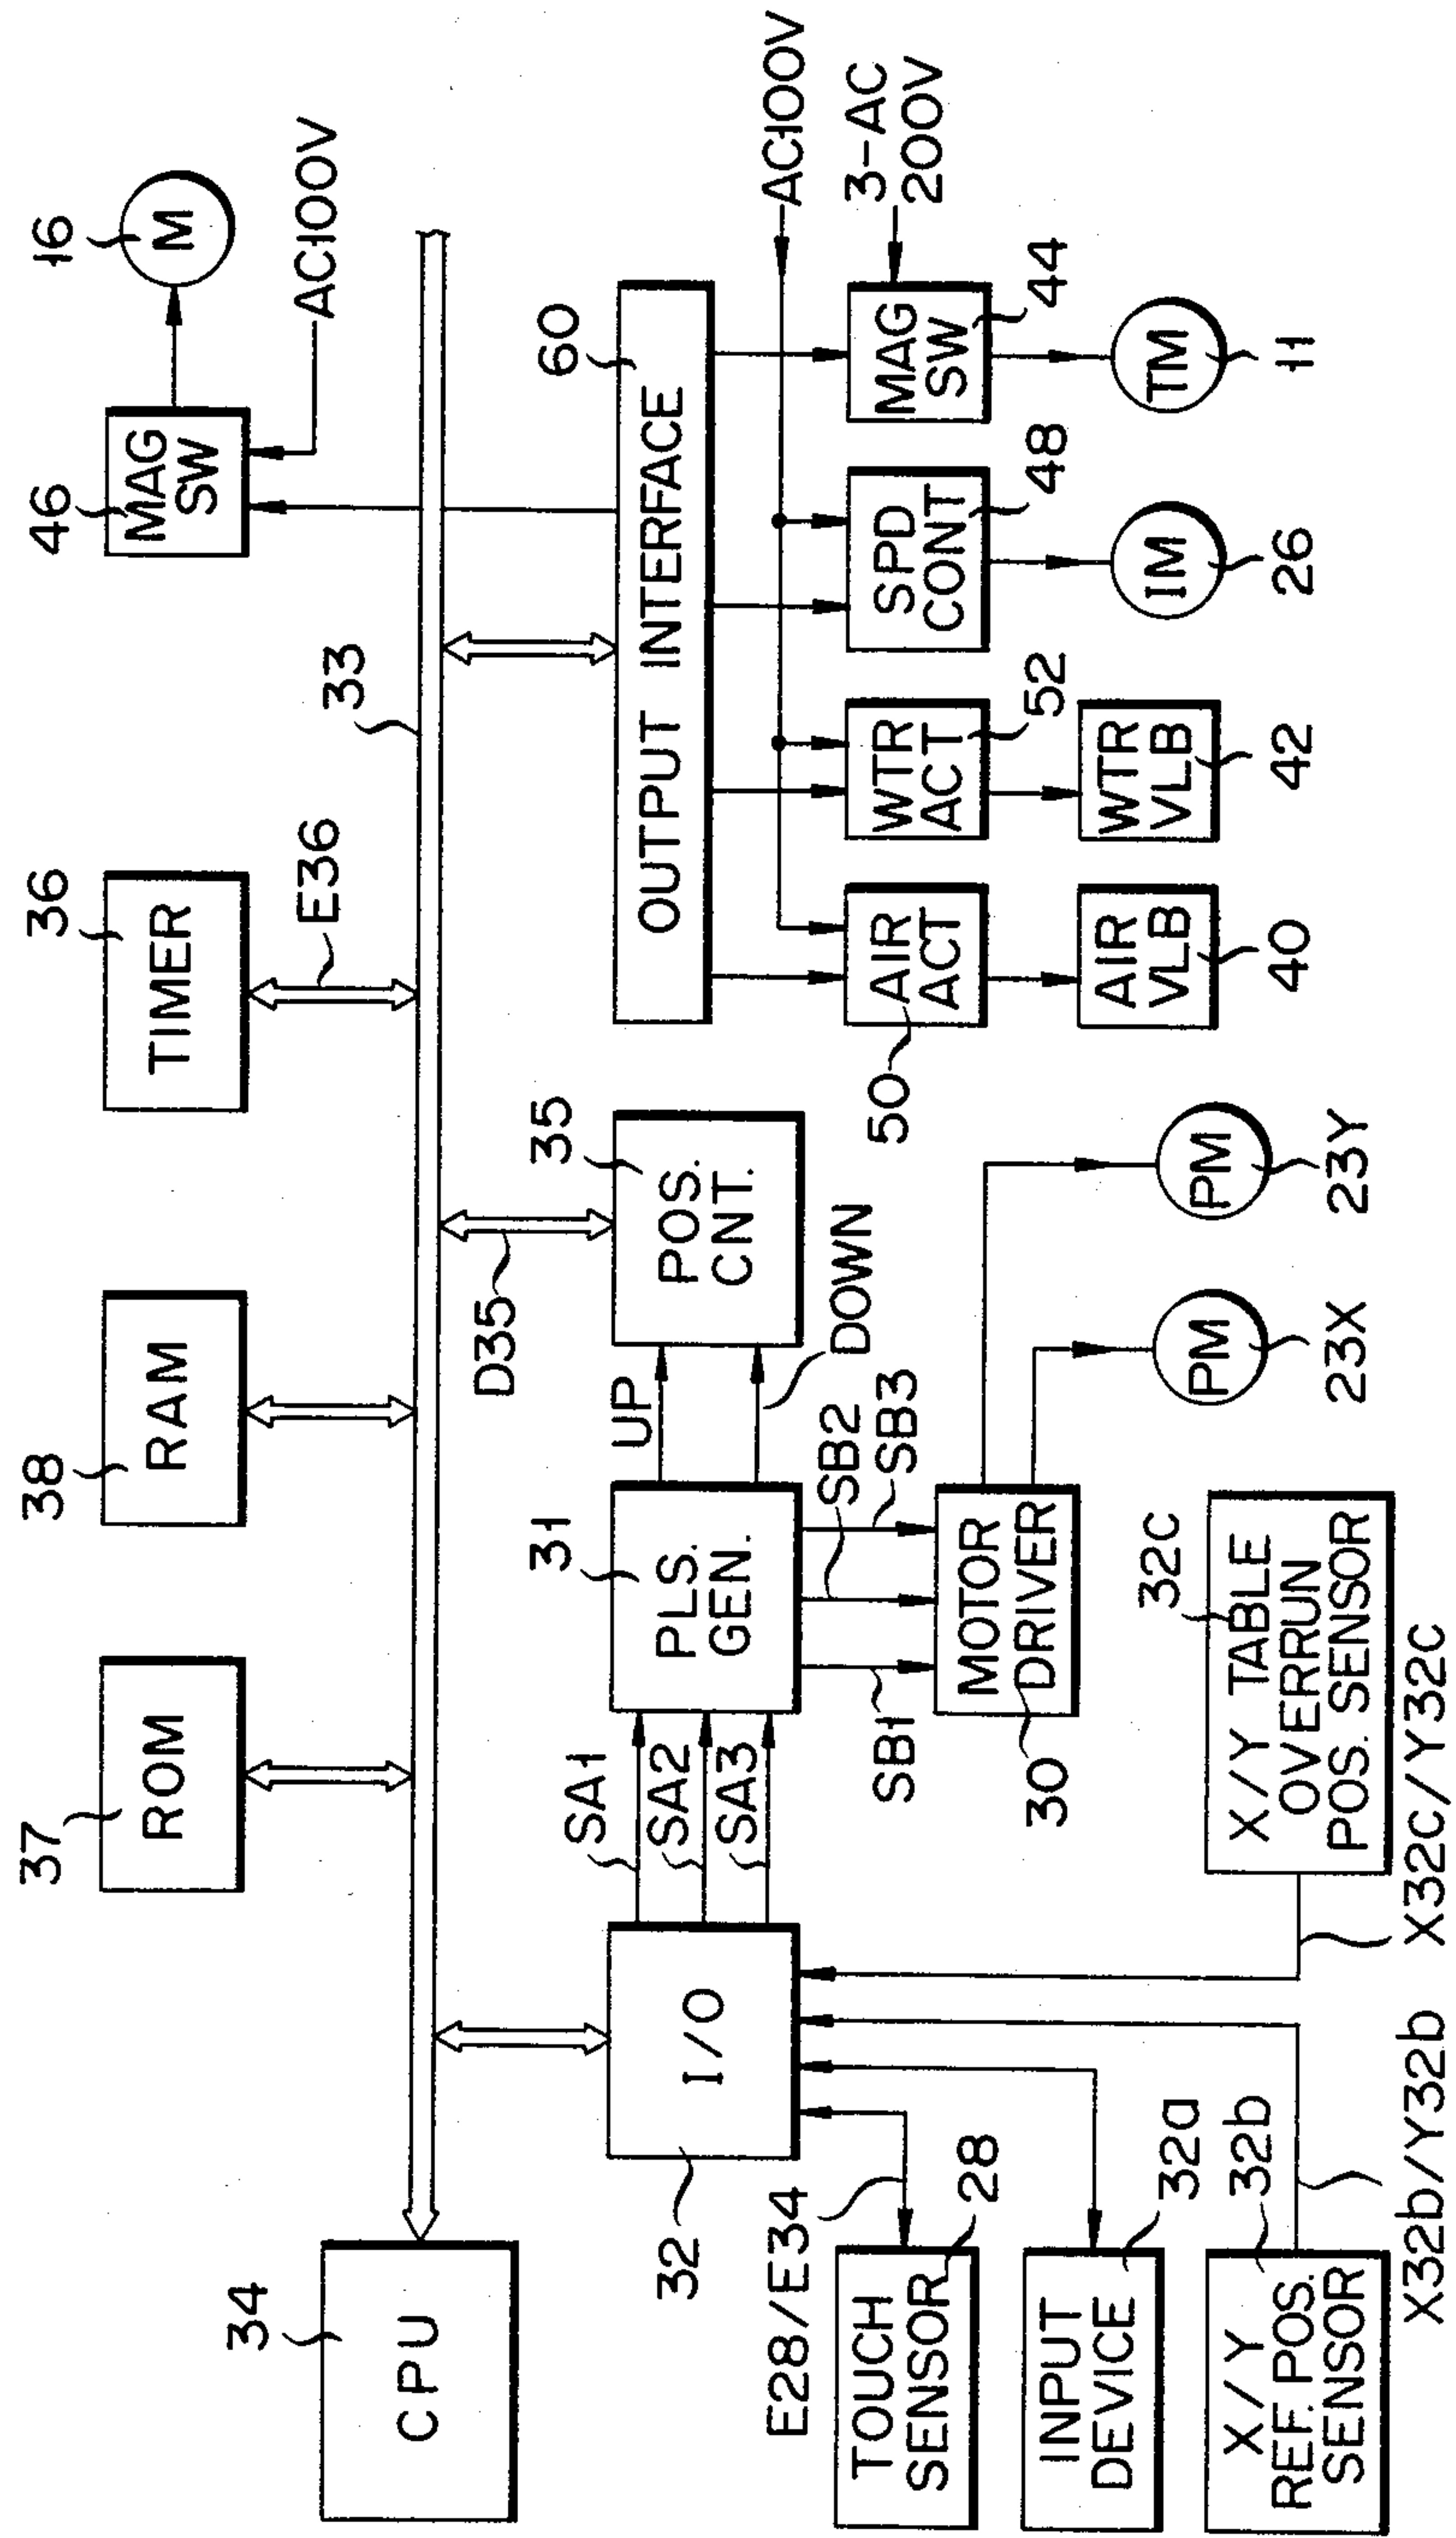 34
CPU
37
ROM
38
RAM
36
TIMER
E36
33
46
MAG
SW
16
M
AC100V
32
I/O
SA1
SA2
SA3
31
PLS.
GEN.
UP
DOWN
D35
35
POS.
CNT.
60
OUTPUT INTERFACE
AC100V
3-AC
200V
SB1
SB2
SB3
30
MOTOR
DRIVER
PM
23X
PM
23Y
50
AIR
ACT
WTR
ACT
52
SPD
CONT
48
MAG
SW
44
AIR
VLB
40
WTR
VLB
42
IM
26
TM
11
E28/E34
TOUCH
SENSOR
28
INPUT
DEVICE
32a
X/Y
REF. POS.
SENSOR
32b
X32b/Y32b
X/Y TABLE
OVERRUN
POS. SENSOR
32C
X32C/Y32C